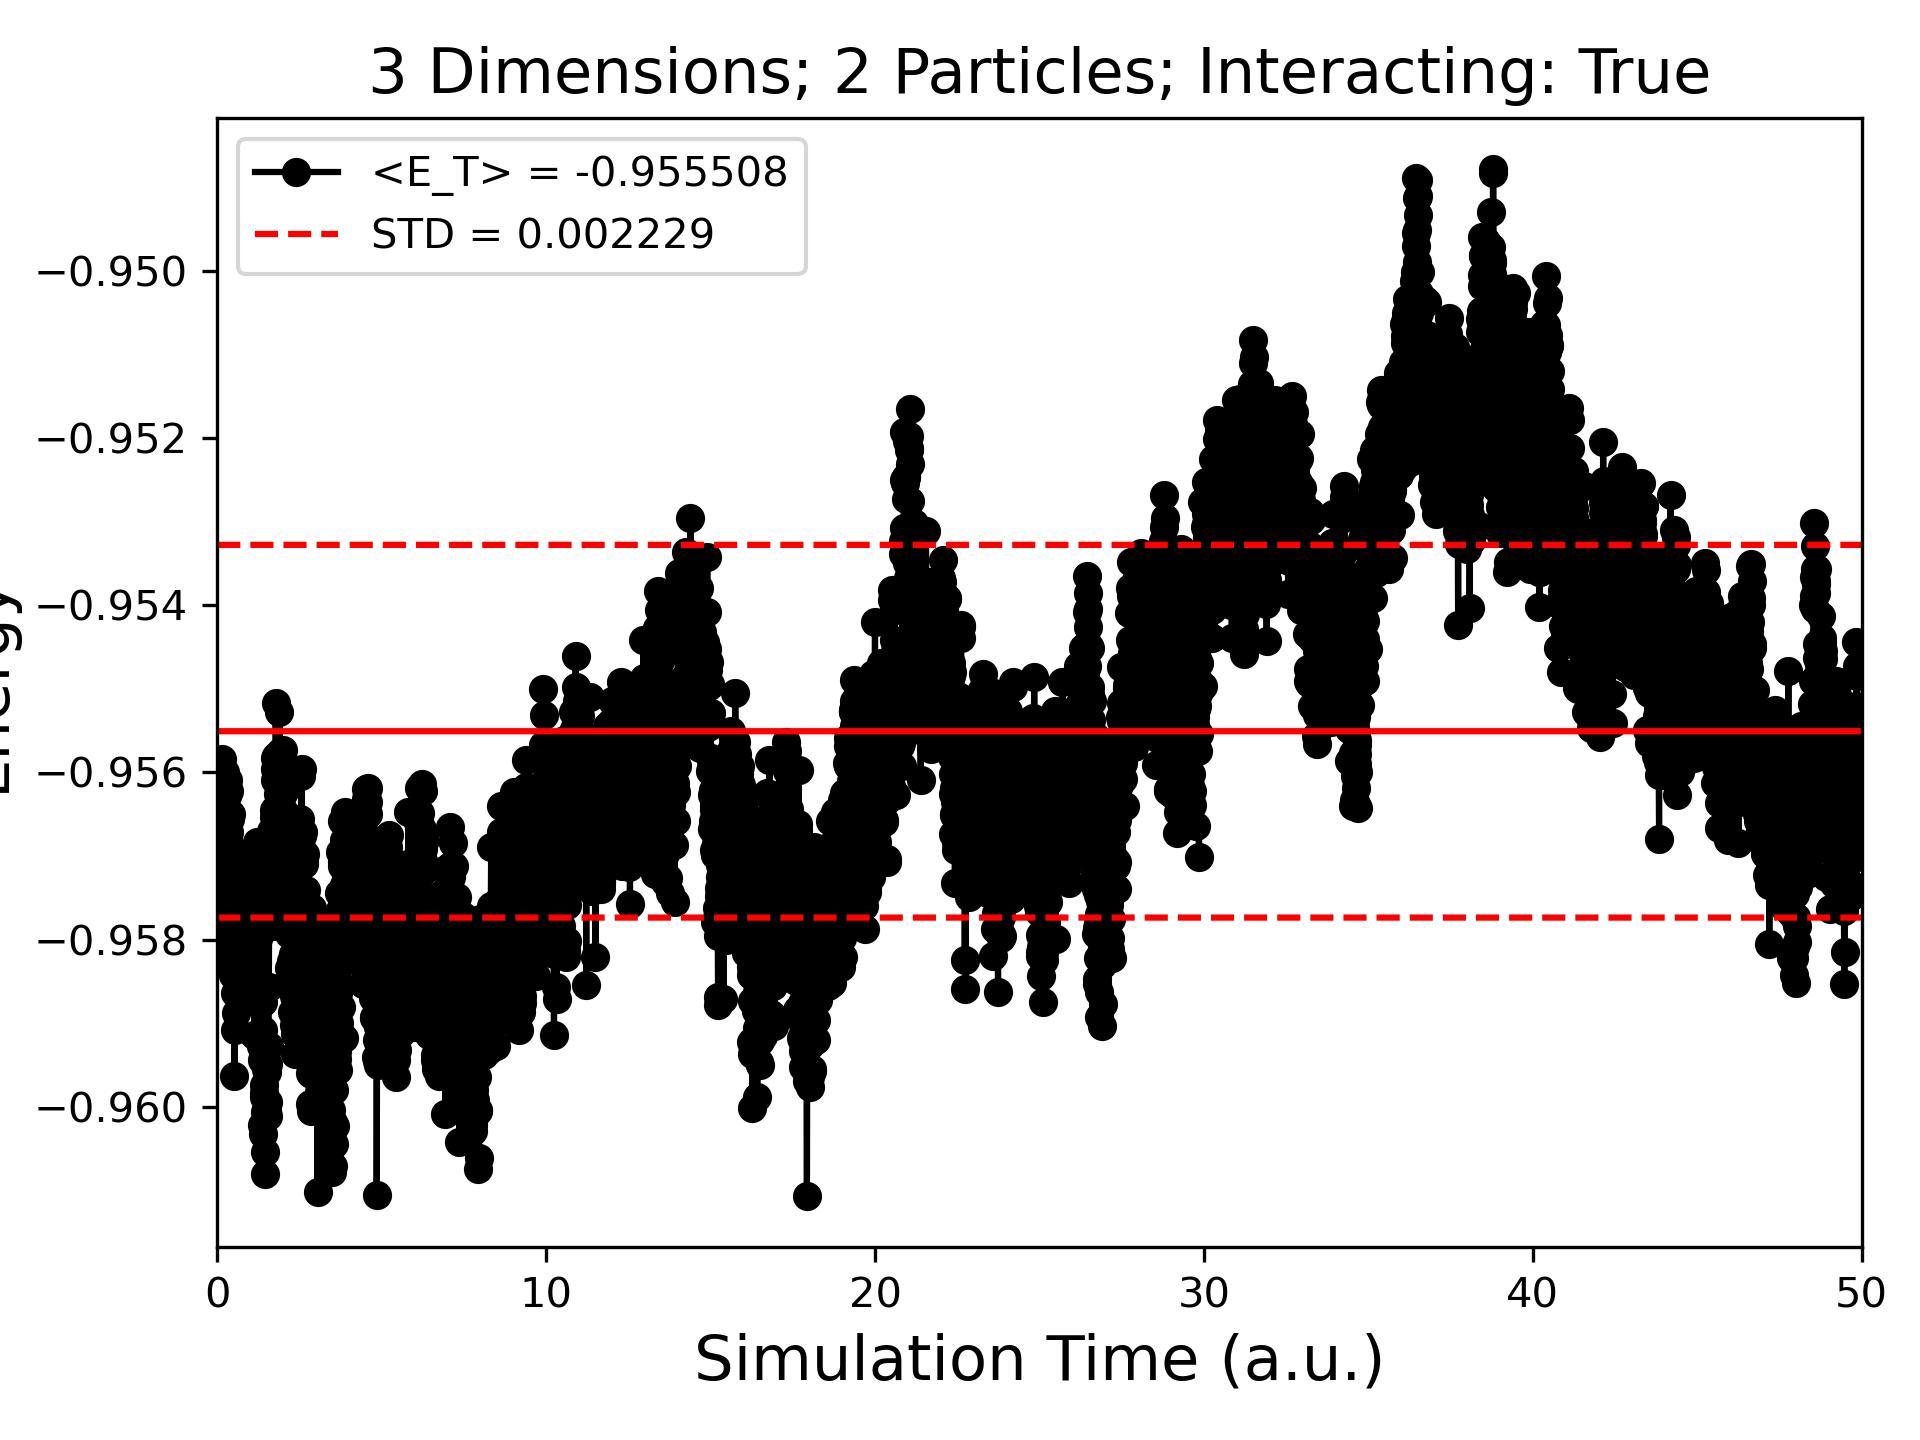 3 Dimensions; 2 Particles; Interacting: True
<E_T> = -0.955508
STD = 0.002229
−0.950
−0.952
−0.954
−0.956
−0.958
−0.960
Energy
0 10 20 30 40 50
Simulation Time (a.u.)